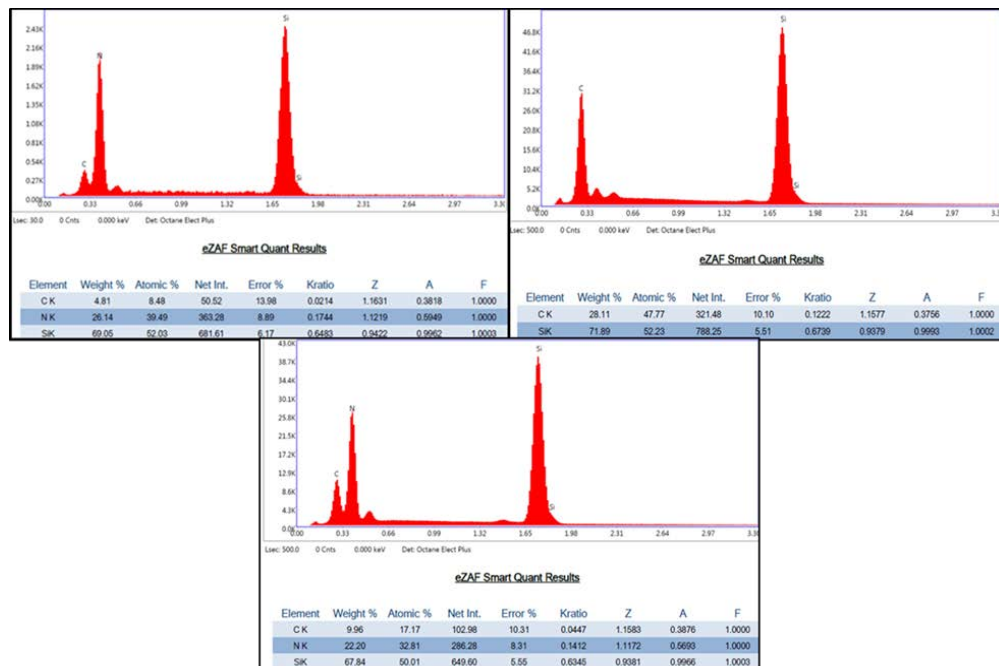 2.43K
Si
2.16K
N
1.89K
1.62K
1.35K
1.08K
0.81K
0.54K
C
0.27K
Si
0.00K
0.00 0.33 0.66 0.99 1.32 1.65 1.98 2.31 2.64 2.97 3.30
Lsec: 30.0 0 Cnts 0.000 keV Det: Octane Elect Plus
eZAF Smart Quant Results
Element Weight % Atomic % Net Int. Error % Kratio Z A F
C K 4.81 8.48 50.52 13.98 0.0214 1.1631 0.3818 1.0000
N K 26.14 39.49 363.28 8.89 0.1744 1.1219 0.5949 1.0000
SiK 69.05 52.03 681.61 6.17 0.6483 0.9422 0.9962 1.0003
Si
46.8K
41.6K
36.4K
C
31.2K
26.0K
20.8K
15.6K
10.4K
5.2K
Si
0.0K
0.00 0.33 0.66 0.99 1.32 1.65 1.98 2.31 2.64 2.97 3.3
Lsec: 500.0 0 Cnts 0.000 keV Det: Octane Elect Plus
eZAF Smart Quant Results
Element Weight % Atomic % Net Int. Error % Kratio Z A F
C K 28.11 47.77 321.48 10.10 0.1222 1.1577 0.3756 1.0000
SiK 71.89 52.23 788.25 5.51 0.6739 0.9379 0.9993 1.0002
43.0K
Si
38.7K
34.4K
30.1K
N
25.8K
21.5K
17.2K
12.9K
C
8.6K
4.3K
Si
0.0K
0.00 0.33 0.66 0.99 1.32 1.65 1.98 2.31 2.64 2.97 3.30
Lsec: 500.0 0 Cnts 0.000 keV Det: Octane Elect Plus
eZAF Smart Quant Results
Element Weight % Atomic % Net Int. Error % Kratio Z A F
C K 9.96 17.17 102.98 10.31 0.0447 1.1583 0.3876 1.0000
N K 22.20 32.81 286.28 8.31 0.1412 1.1172 0.5693 1.0000
SiK 67.84 50.01 649.60 5.55 0.6345 0.9381 0.9966 1.0003